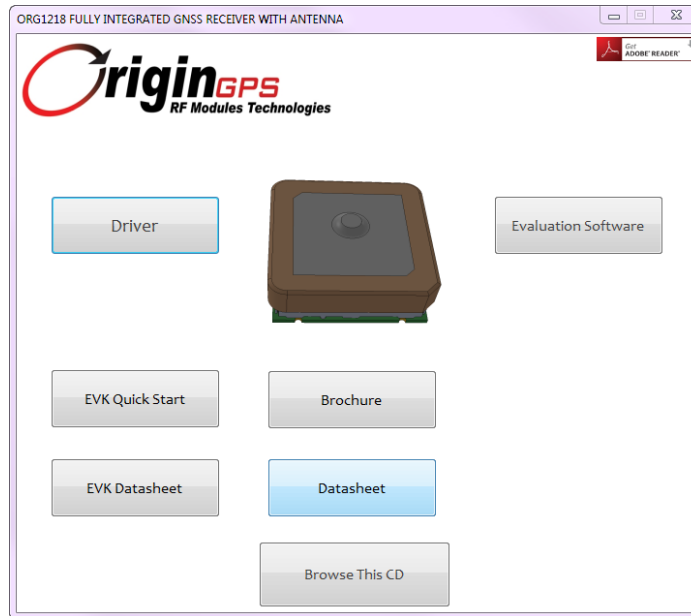 ORG1218 FULLY INTEGRATED GNSS RECEIVER WITH ANTENNA
Get
ADOBE® READER®
OriginGPS
RF Modules Technologies
Driver
Evaluation Software
EVK Quick Start
Brochure
EVK Datasheet
Datasheet
Browse This CD